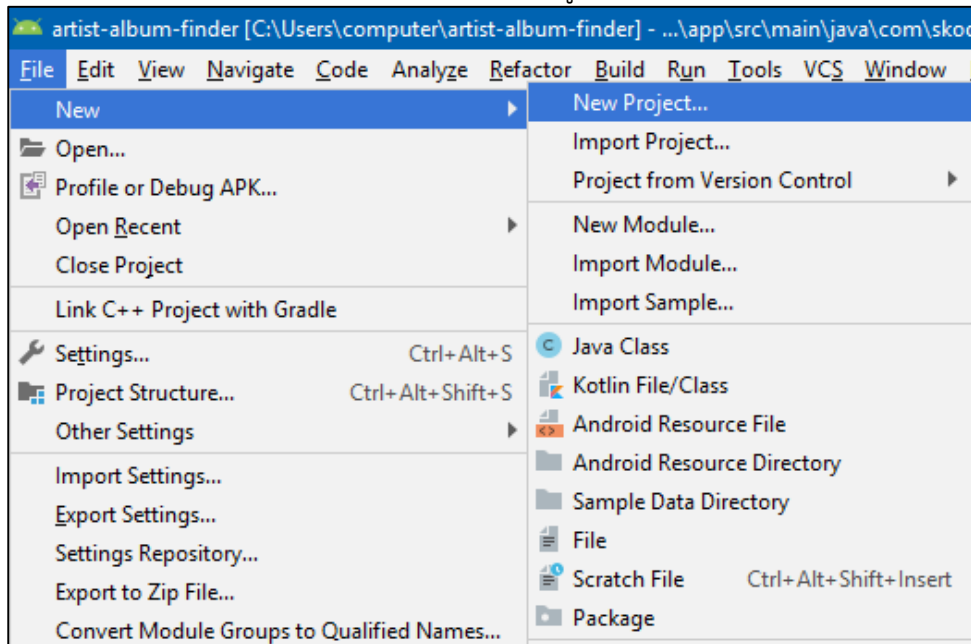 artist-album-finder [C:\Users\computer\artist-album-finder] - ...\app\src\main\java\com\skoo
File Edit View Navigate Code Analyze Refactor Build Run Tools VCS Window
New
Open...
Profile or Debug APK...
Open Recent
Close Project
Link C++ Project with Gradle
Settings... Ctrl+Alt+S
Project Structure... Ctrl+Alt+Shift+S
Other Settings
Import Settings...
Export Settings...
Settings Repository...
Export to Zip File...
Convert Module Groups to Qualified Names...
New Project...
Import Project...
Project from Version Control
New Module...
Import Module...
Import Sample...
Java Class
Kotlin File/Class
Android Resource File
Android Resource Directory
Sample Data Directory
File
Scratch File Ctrl+Alt+Shift+Insert
Package